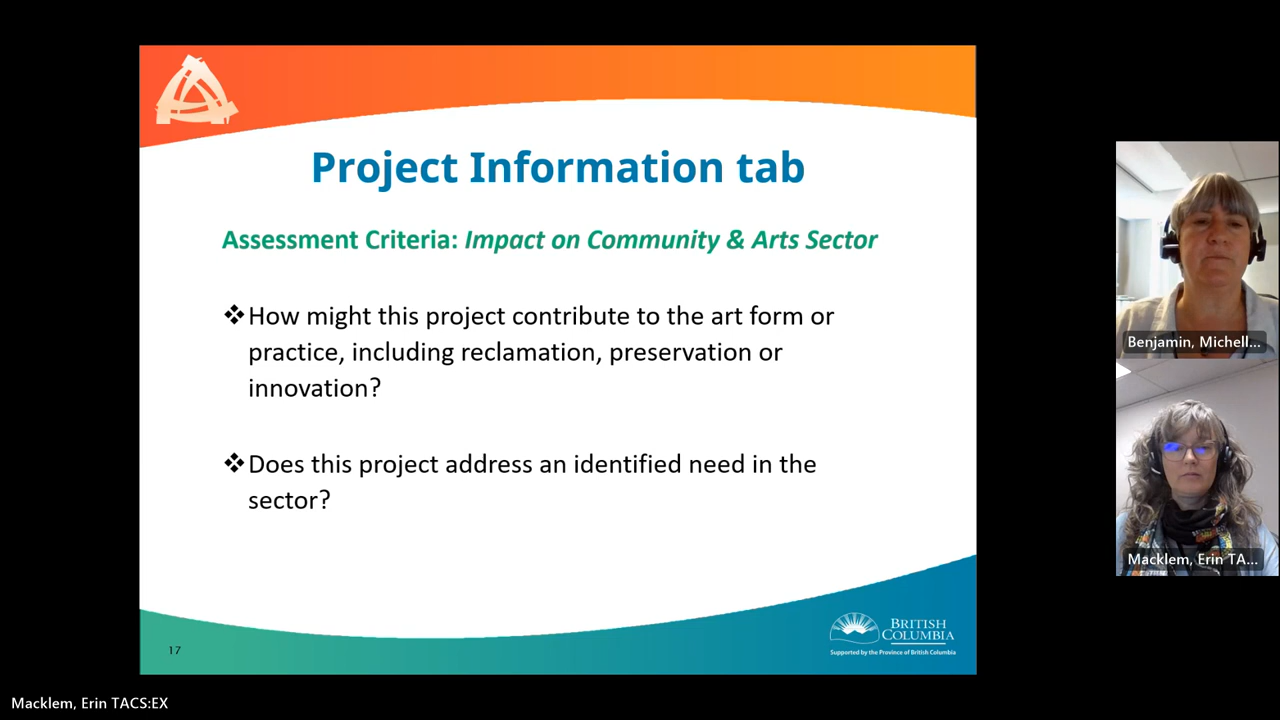 Project Information tab
Assessment Criteria: Impact on Community & Arts Sector
❖How might this project contribute to the art form or
practice, including reclamation, preservation or
innovation?
❖Does this project address an identified need in the
sector?
17
BRITISH
COLUMBIA
Supported by the Province of British Columbia
Benjamin, Michell...
Macklem, Erin TA...
Macklem, Erin TACS:EX